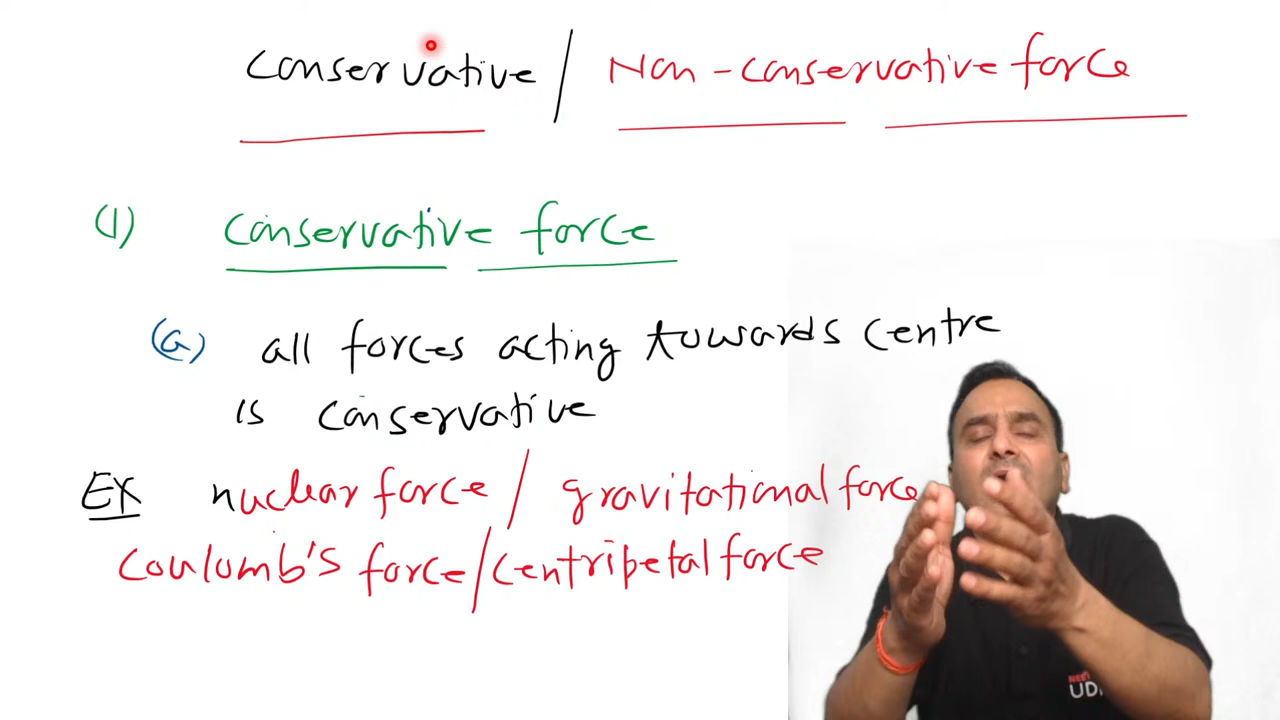 Conservative / Non-conservative force
(1) Conservative force
(a) all forces acting towards centre
is conservative
EX nuclear force / gravitational force
Coulomb's force / centripetal force